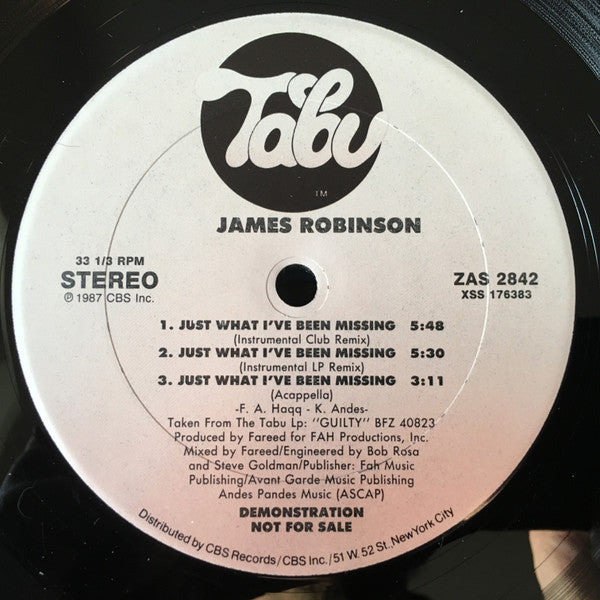 Tabu
TM
JAMES ROBINSON
33 1/3 RPM
STEREO
℗ 1987 CBS Inc.
ZAS 2842
XSS 176383
1. JUST WHAT I'VE BEEN MISSING 5:48
(Instrumental Club Remix)
2. JUST WHAT I'VE BEEN MISSING 5:30
(Instrumental LP Remix)
3. JUST WHAT I'VE BEEN MISSING 3:11
(Acappella)
-F. A. Haqq - K. Andes-
Taken From The Tabu Lp: "GUILTY" BFZ 40823
Produced by Fareed for FAH Productions, Inc.
Mixed by Fareed/Engineered by Bob Rosa
and Steve Goldman/Publisher: Fah Music
Publishing/Avant Garde Music Publishing
Andes Pandes Music (ASCAP)
DEMONSTRATION
NOT FOR SALE
Distributed by CBS Records/CBS Inc./51 W. 52 St., New York City